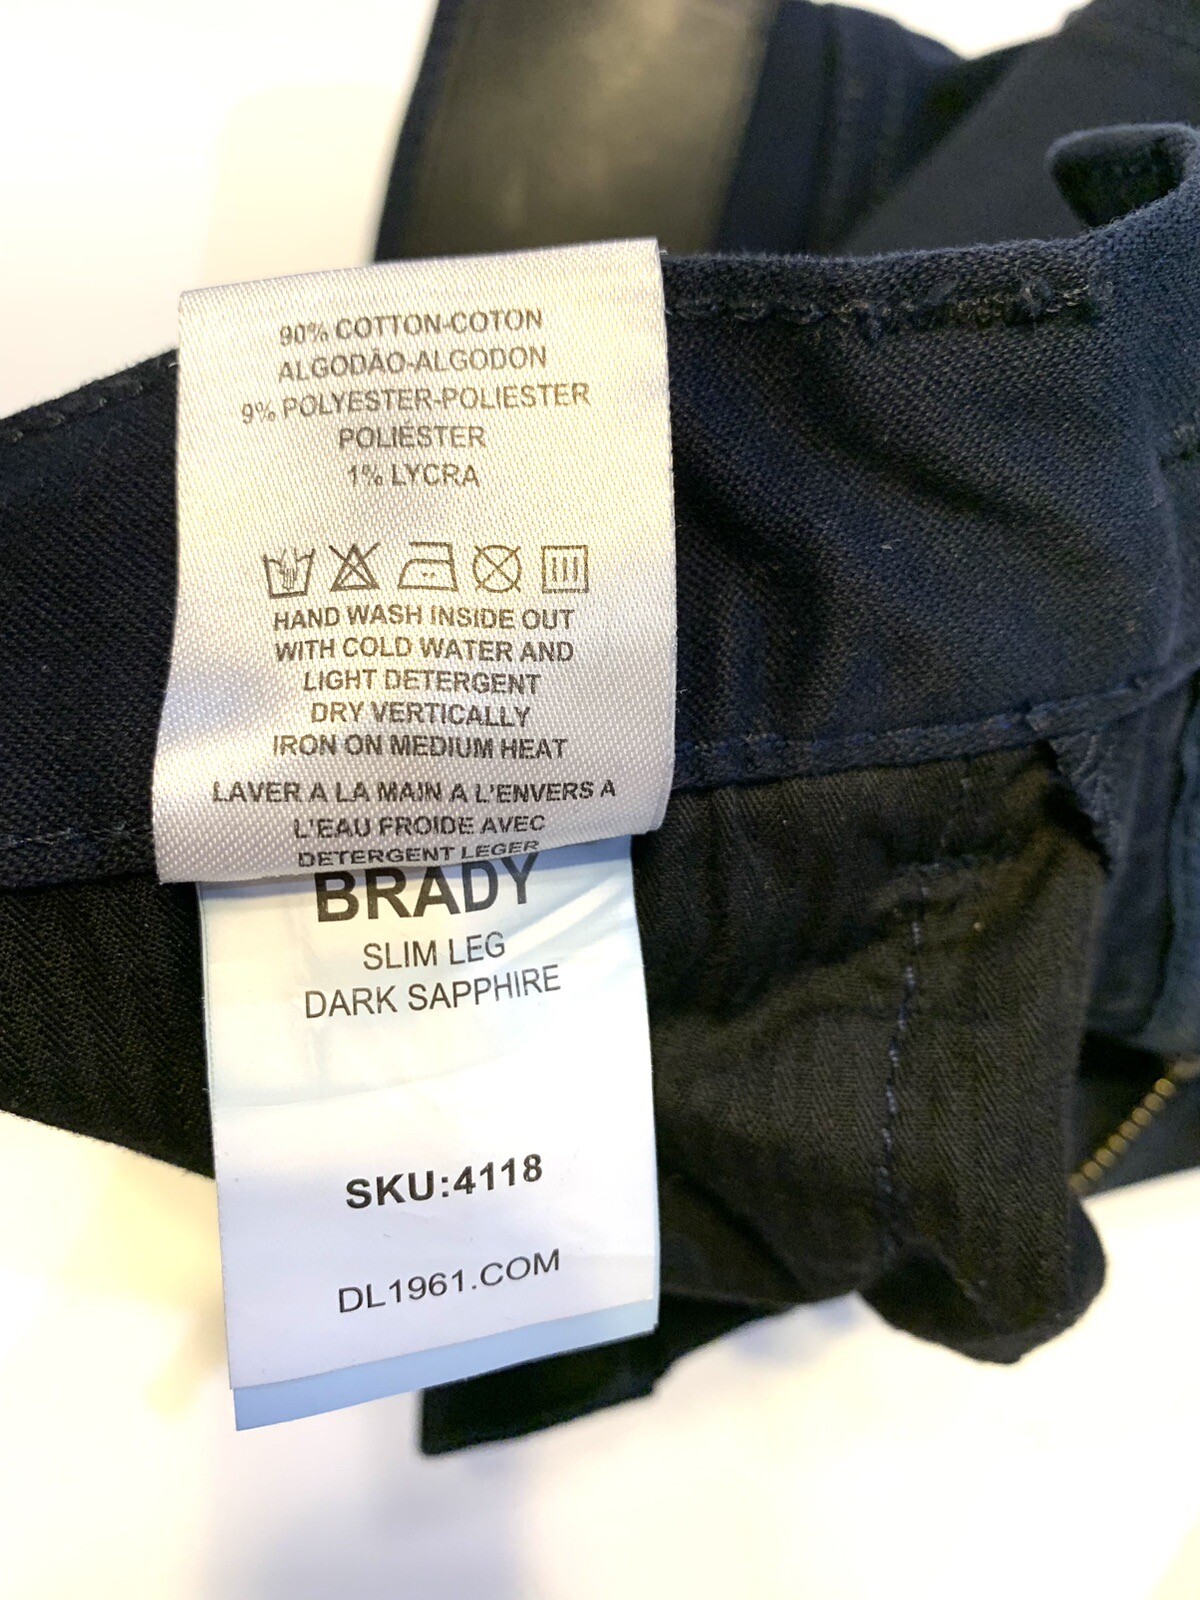 90% COTTON-COTON
ALGODÃO-ALGODON
9% POLYESTER-POLIESTER
POLIÉSTER
1% LYCRA
HAND WASH INSIDE OUT
WITH COLD WATER AND
LIGHT DETERGENT
DRY VERTICALLY
IRON ON MEDIUM HEAT
LAVER A LA MAIN A L'ENVERS A
L'EAU FROIDE AVEC
DETERGENT LEGER
BRADY
SLIM LEG
DARK SAPPHIRE
SKU:4118
DL1961.COM